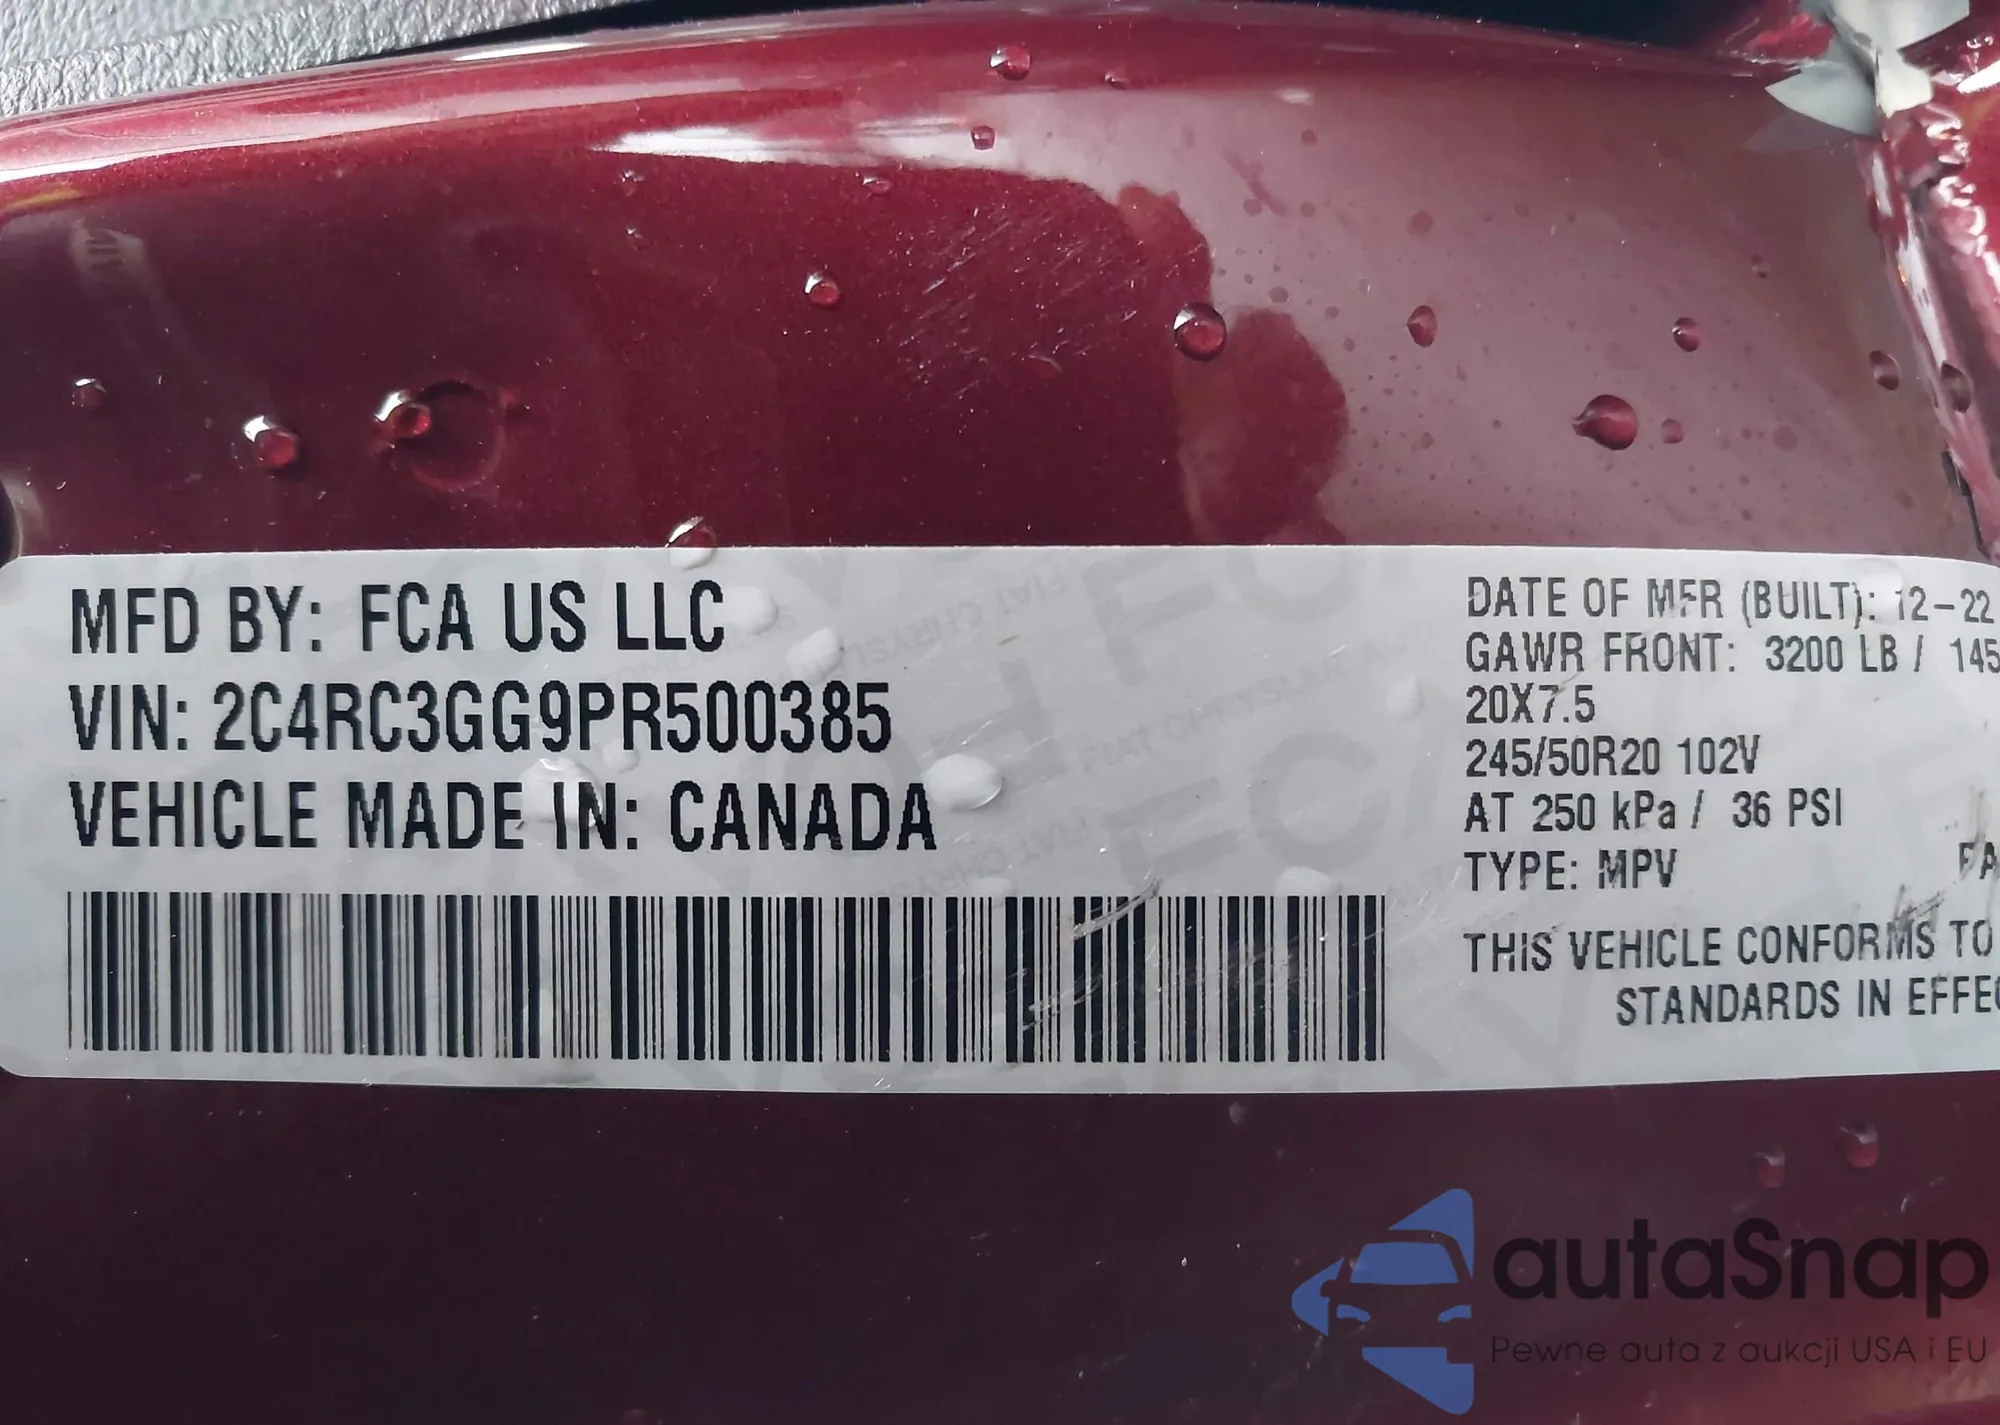 MFD BY: FCA US LLC
VIN: 2C4RC3GG9PR500385
VEHICLE MADE IN: CANADA
DATE OF MFR (BUILT): 12-22
GAWR FRONT: 3200 LB / 145
20X7.5
245/50R20 102V
AT 250 kPa / 36 PSI
TYPE: MPV
THIS VEHICLE CONFORMS TO
STANDARDS IN
autaSnap
Pewne auta z aukcji USA i EU